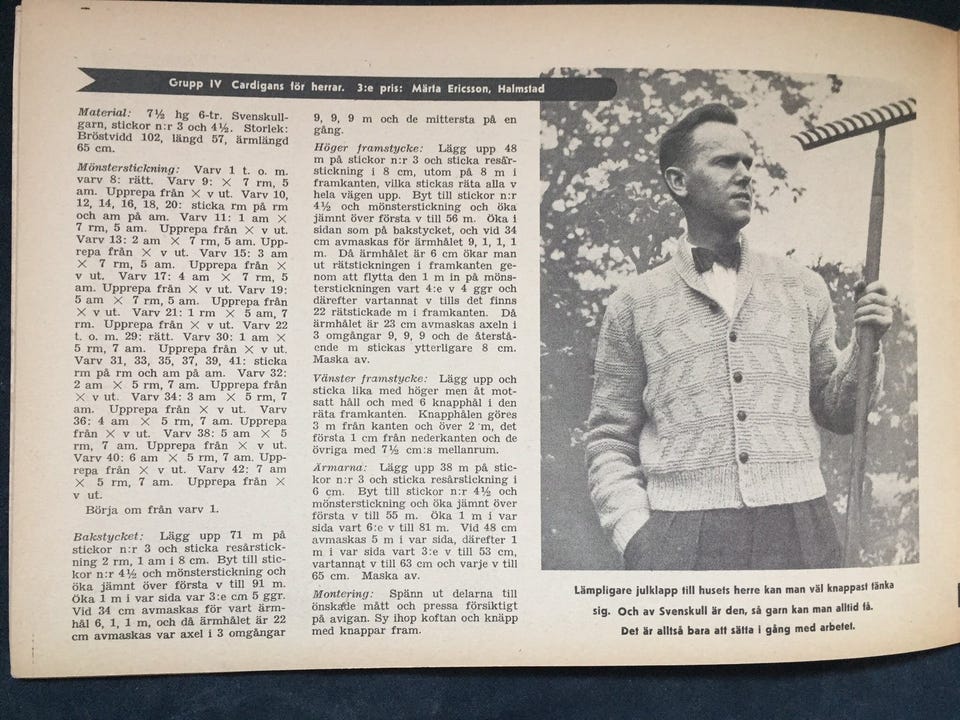 Grupp IV Cardigans för herrar. 3:e pris: Märta Ericsson, Halmstad
Material: 7½ hg 6-tr. Svenskull-
garn, stickor n:r 3 och 4½. Storlek:
Bröstvidd 102, längd 57, ärmlängd
65 cm.
Mönsterstickning: Varv 1 t. o. m.
varv 8: rätt. Varv 9: × 7 rm, 5
am. Upprepa från × v ut. Varv 10,
12, 14, 16, 18, 20: sticka rm på rm
och am på am. Varv 11: 1 am ×
7 rm, 5 am. Upprepa från × v ut.
Varv 13: 2 am × 7 rm, 5 am. Upp-
repa från × v ut. Varv 15: 3 am
× 7 rm, 5 am. Upprepa från ×
v ut. Varv 17: 4 am × 7 rm, 5
am. Upprepa från × v ut. Varv 19:
5 am × 7 rm, 5 am. Upprepa från
× v ut. Varv 21: 1 rm × 5 am, 7
rm. Upprepa från × v ut. Varv 22
t. o. m. 29: rätt. Varv 30: 1 am ×
5 rm, 7 am. Upprepa från × v ut.
Varv 31, 33, 35, 37, 39, 41: sticka
rm på rm och am på am. Varv 32:
2 am × 5 rm, 7 am. Upprepa från
× v ut. Varv 34: 3 am × 5 rm, 7
am. Upprepa från × v ut. Varv
36: 4 am × 5 rm, 7 am. Upprepa
från × v ut. Varv 38: 5 am × 5
rm, 7 am. Upprepa från × v ut.
Varv 40: 6 am × 5 rm, 7 am. Upp-
repa från × v ut. Varv 42: 7 am
× 5 rm, 7 am. Upprepa från ×
v ut.
Börja om från varv 1.
Bakstycket: Lägg upp 71 m på
stickor n:r 3 och sticka resårstick-
ning 2 rm, 1 am i 8 cm. Byt till stic-
kor n:r 4½ och mönsterstickning och
öka jämnt över första v till 91 m.
Öka 1 m i var sida var 3:e cm 5 ggr.
Vid 34 cm avmaskas för vart ärm-
hål 6, 1, 1 m, och då ärmhålet är 22
cm avmaskas var axel i 3 omgångar
9, 9, 9 m och de mittersta på en
gång.
Höger framstycke: Lägg upp 48
m på stickor n:r 3 och sticka resår-
stickning i 8 cm, utom på 8 m i
framkanten, vilka stickas räta alla v
hela vägen upp. Byt till stickor n:r
4½ och mönsterstickning och öka
jämnt över första v till 56 m. Öka i
sidan som på bakstycket, och vid 34
cm avmaskas för ärmhålet 9, 1, 1, 1
m. Då ärmhålet är 6 cm ökar man
ut rätstickningen i framkanten ge-
nom att flytta den 1 m in på möns-
terstickningen vart 4:e v 4 ggr och
därefter vartannat v tills det finns
22 rätstickade m i framkanten. Då
ärmhålet är 23 cm avmaskas axeln i
3 omgångar 9, 9, 9 och de återstå-
ende m stickas ytterligare 8 cm.
Maska av.
Vänster framstycke: Lägg upp och
sticka lika med höger men åt mot-
satt håll och med 6 knapphål i den
räta framkanten. Knapphålen göres
3 m från kanten och över 2 m, det
första 1 cm från nederkanten och de
övriga med 7½ cm:s mellanrum.
Ärmarna: Lägg upp 38 m på stic-
kor n:r 3 och sticka resårstickning i
6 cm. Byt till stickor n:r 4½ och
mönsterstickning och öka jämnt över
första v till 55 m. Öka 1 m i var
sida vart 6:e v till 81 m. Vid 48 cm
avmaskas 5 m i var sida, därefter 1
m i var sida vart 3:e v till 53 cm,
vartannat v till 63 cm och varje v till
65 cm. Maska av.
Montering: Spänn ut delarna till
önskade mått och pressa försiktigt
på avigan. Sy ihop koftan och knäpp
med knappar fram.
Lämpligare julklapp till husets herre kan man väl knappast tänka
sig. Och av Svenskull är den, så garn kan man alltid få.
Det är alltså bara att sätta i gång med arbetet.